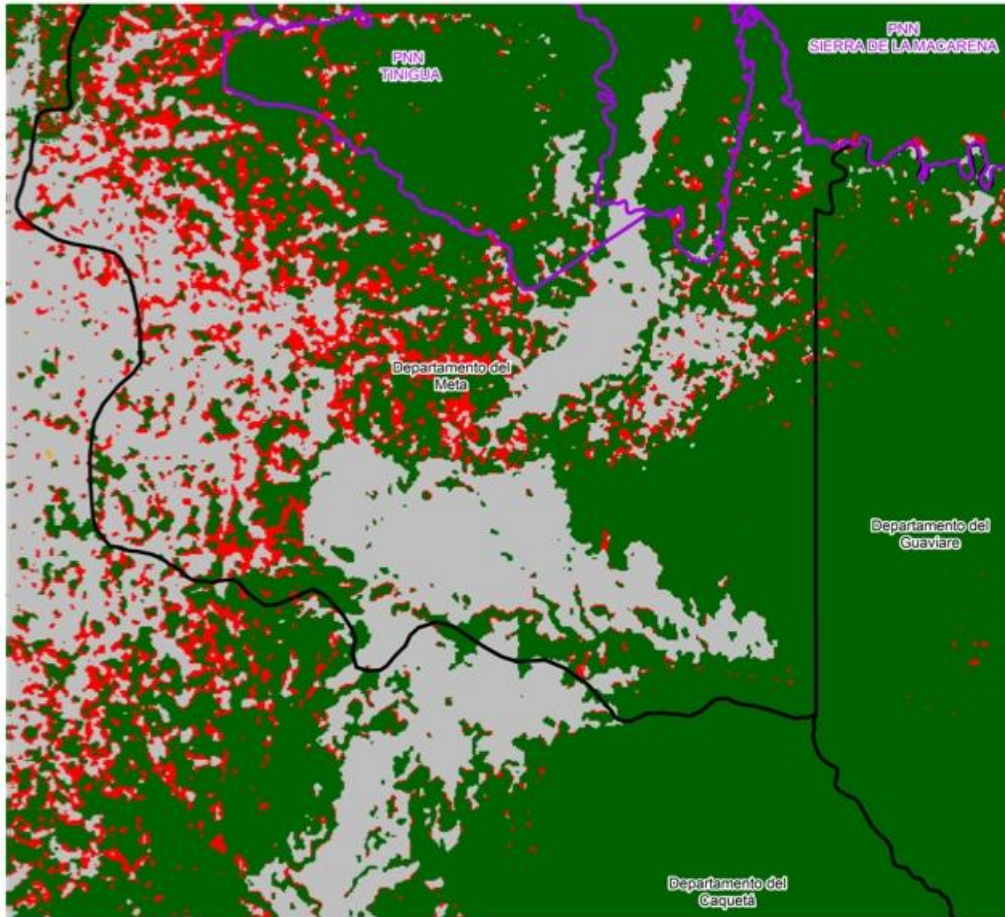 PNN
TINIGUA
PNN
SIERRA DE LA MACARENA
Departamento del
Meta
Departamento del
Guaviare
Departamento del
Caquetá